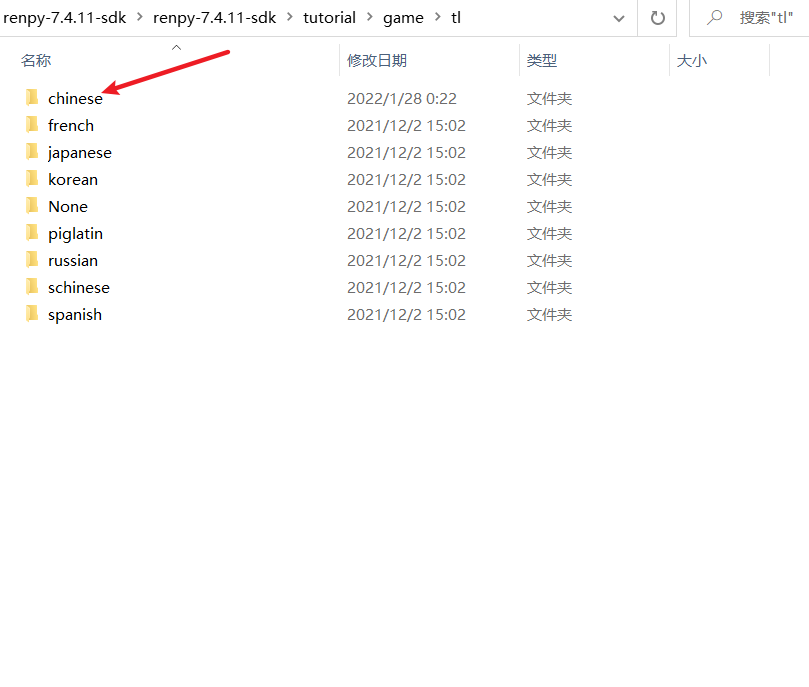 renpy-7.4.11-sdk > renpy-7.4.11-sdk > tutorial > game > tl 搜索"tl"
名称 修改日期 类型 大小
chinese 2022/1/28 0:22 文件夹
french 2021/12/2 15:02 文件夹
japanese 2021/12/2 15:02 文件夹
korean 2021/12/2 15:02 文件夹
None 2021/12/2 15:02 文件夹
piglatin 2021/12/2 15:02 文件夹
russian 2021/12/2 15:02 文件夹
schinese 2021/12/2 15:02 文件夹
spanish 2021/12/2 15:02 文件夹